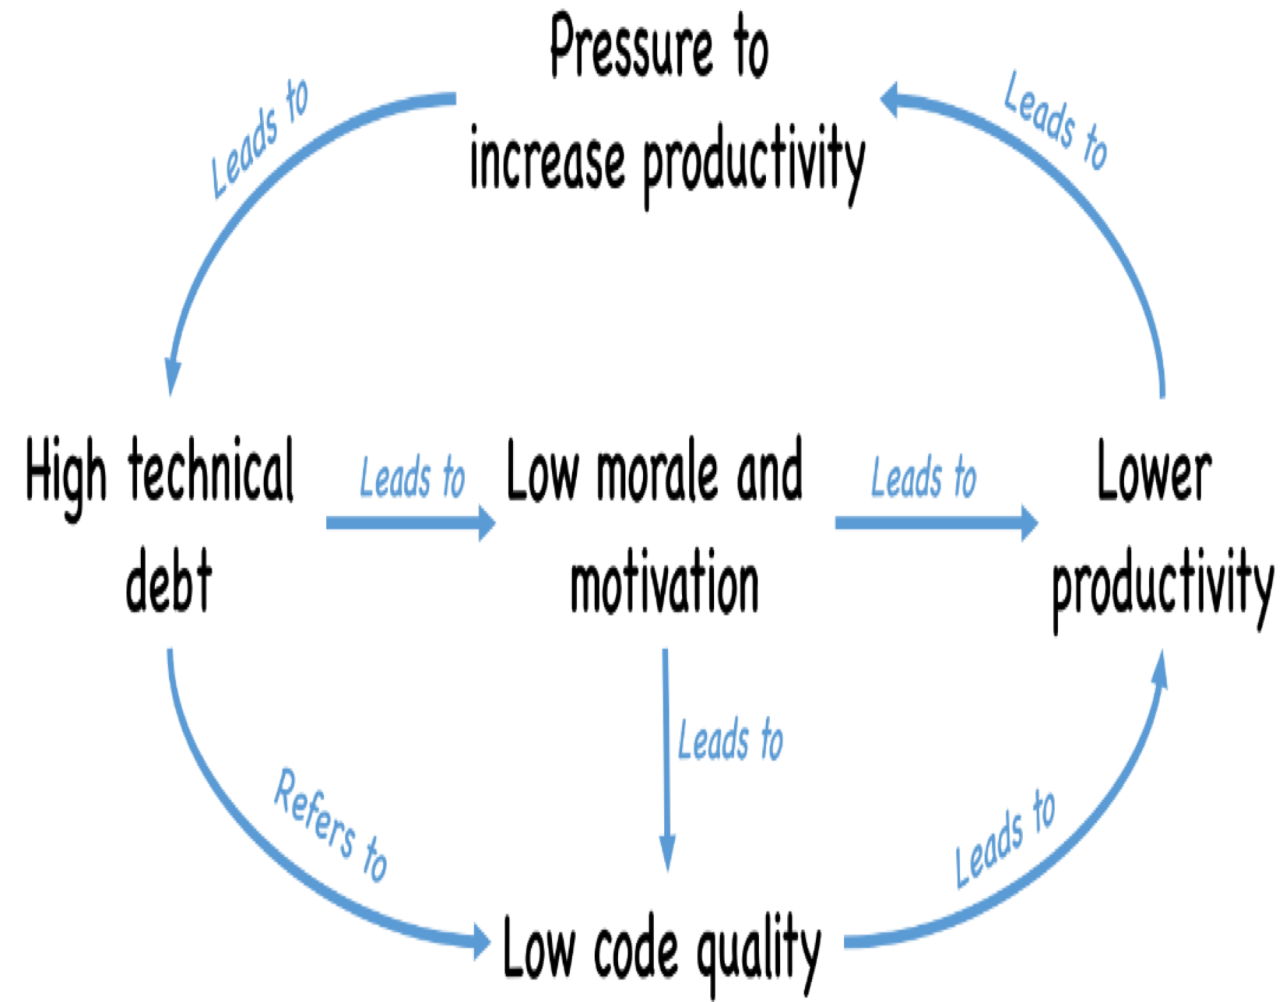 Pressure to
increase productivity
Leads to
Leads to
High technical
debt
Leads to
Low morale and
motivation
Leads to
Lower
productivity
Refers to
Leads to
Leads to
Low code quality